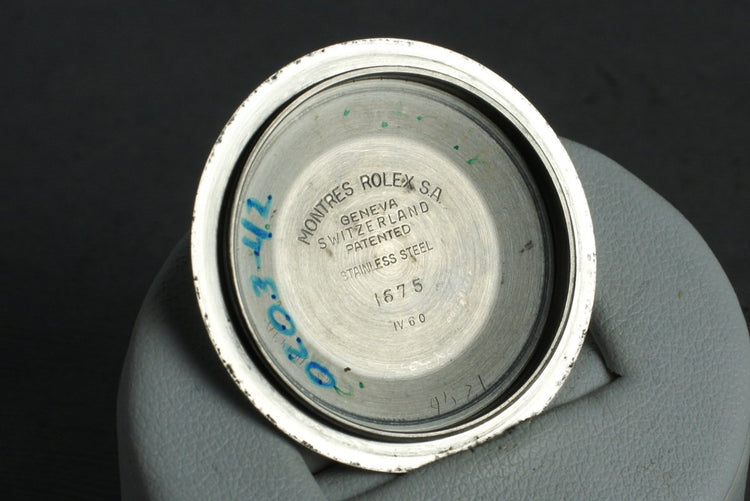 MONTRES ROLEX S.A.
GENEVA
SWITZERLAND
PATENTED
STAINLESS STEEL
1675
IV 60